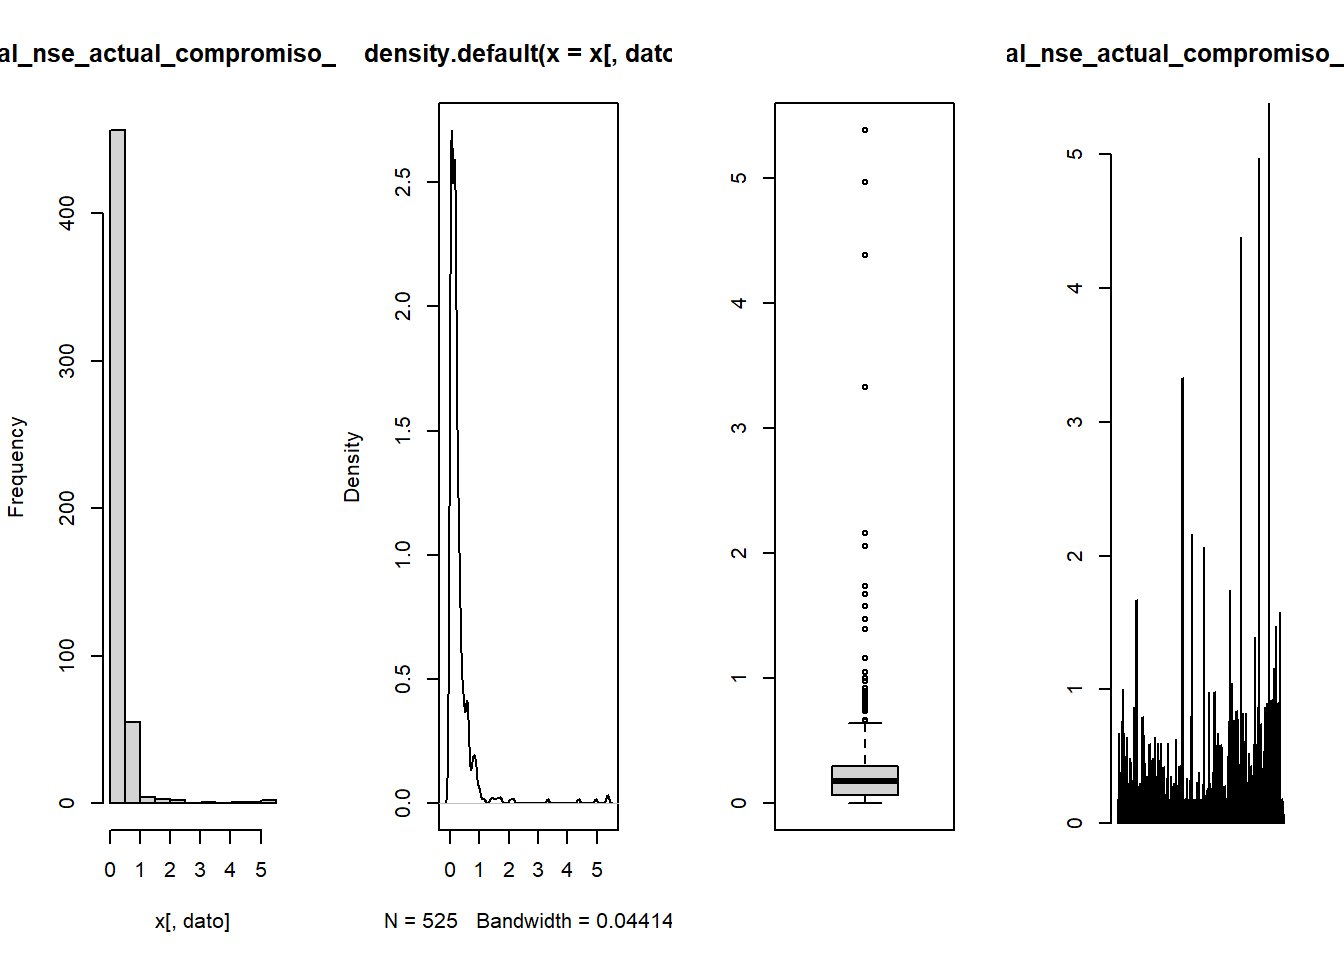 al_nse_actual_compromiso_
Frequency
0 100 200 300 400
0 1 2 3 4 5
x[, dato]
density.default(x = x[, dato
Density
0.0 0.5 1.0 1.5 2.0 2.5
0 1 2 3 4 5
N = 525 Bandwidth = 0.04414
0 1 2 3 4 5
al_nse_actual_compromiso_
0 1 2 3 4 5